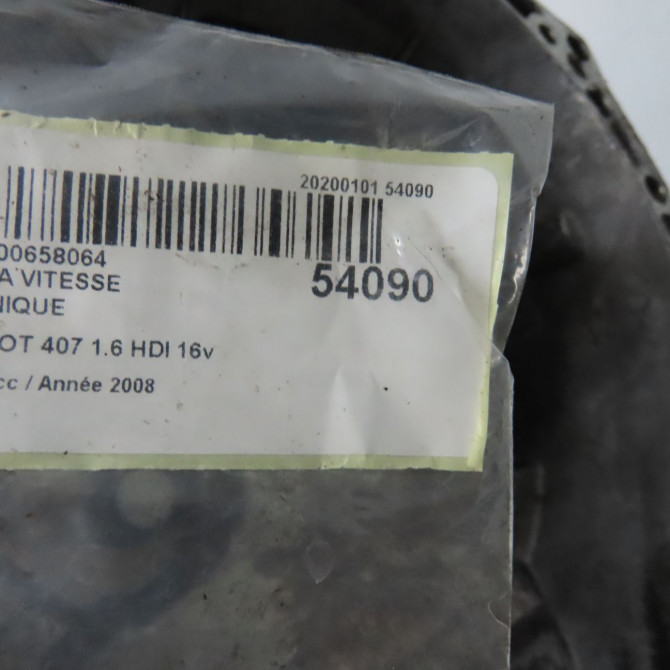 20200101 54090
00658064
54090
A VITESSE
NIQUE
OT 407 1.6 HDI 16v
cc / Année 2008